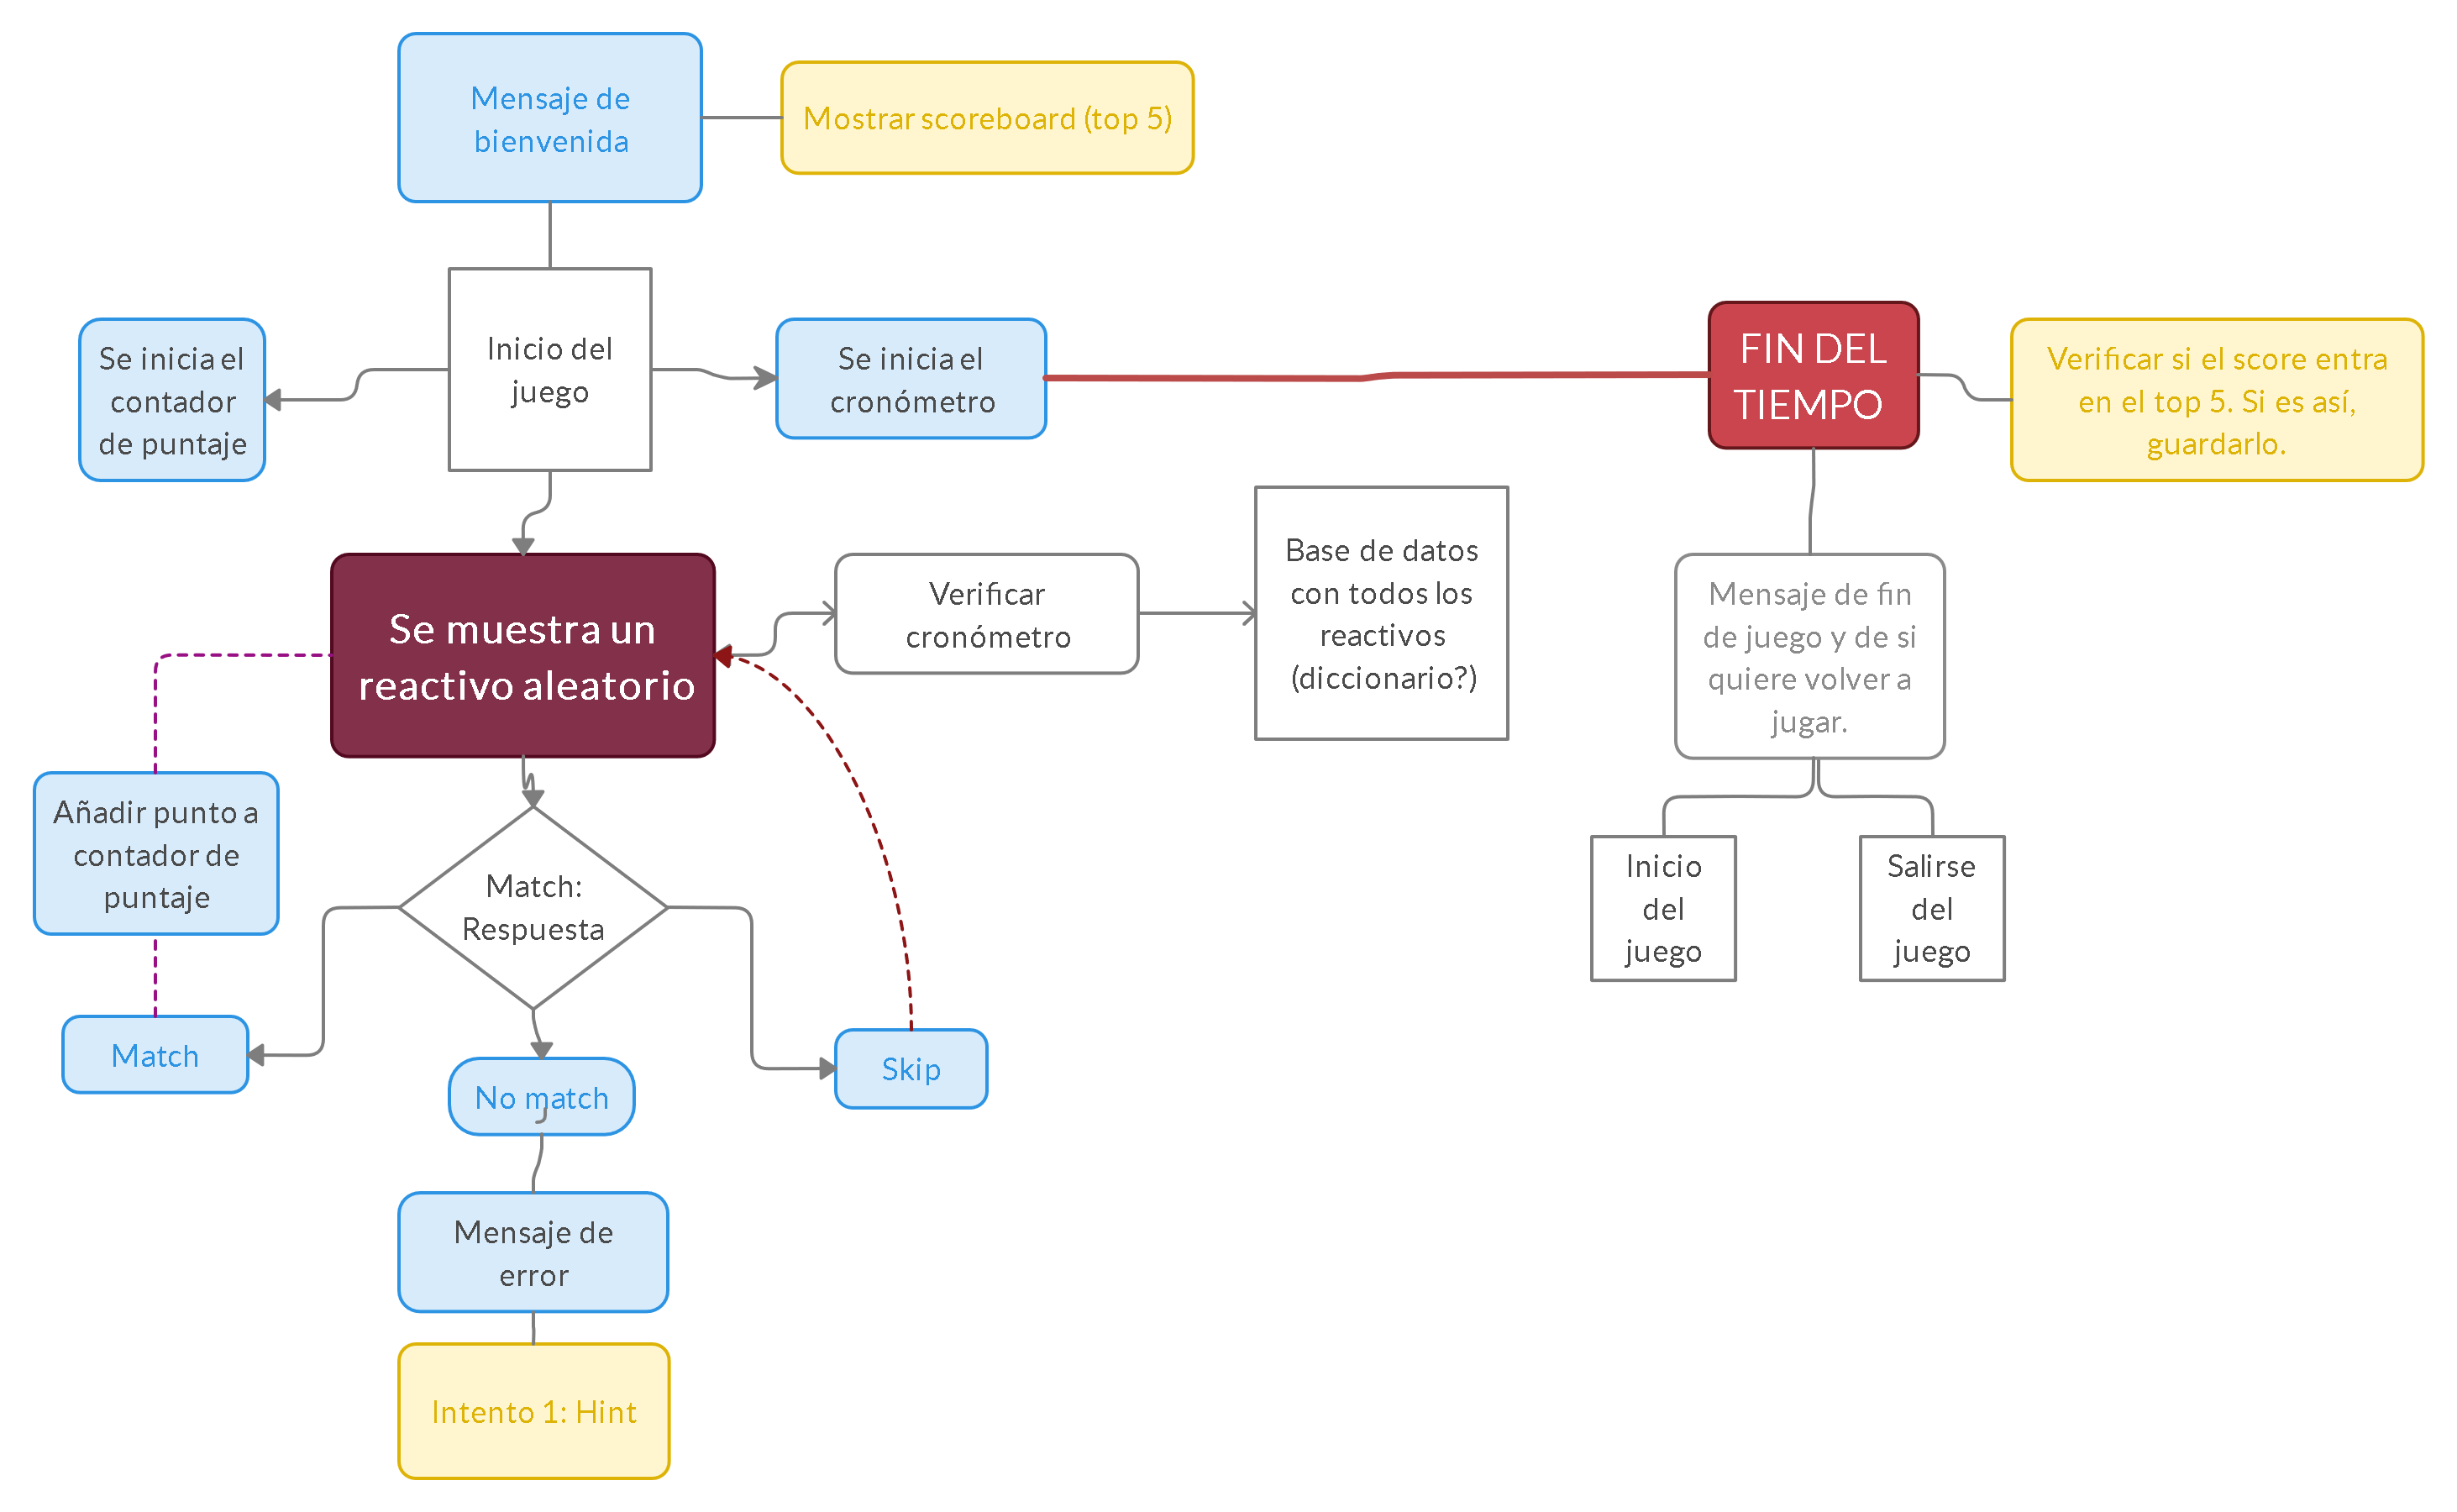 Mensaje de
bienvenida
Mostrar scoreboard (top 5)
Se inicia el
contador
de puntaje
Inicio del
juego
Se inicia el
cronómetro
FIN DEL
TIEMPO
Verificar si el score entra
en el top 5. Si es así,
guardarlo.
Se muestra un
reactivo aleatorio
Verificar
cronómetro
Base de datos
con todos los
reactivos
(diccionario?)
Mensaje de fin
de juego y de si
quiere volver a
jugar.
Añadir punto a
contador de
puntaje
Match:
Respuesta
Inicio
del
juego
Salirse
del
juego
Match
No match
Skip
Mensaje de
error
Intento 1: Hint